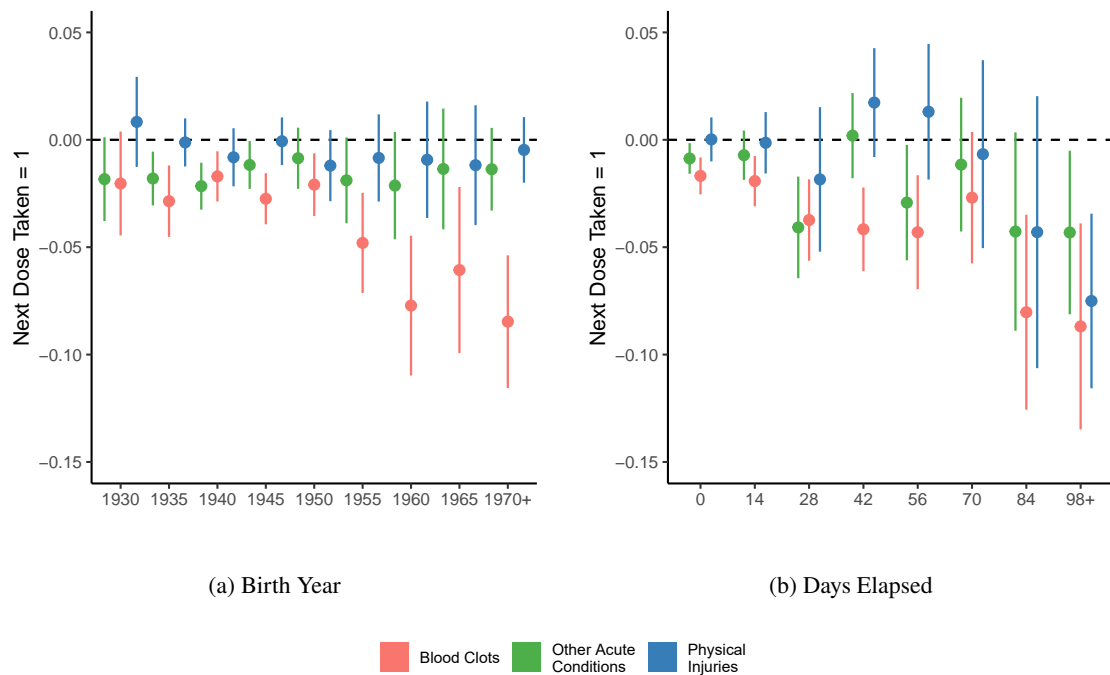 Next Dose Taken = 1
0.05
0.00
−0.05
−0.10
−0.15
1930 1935 1940 1945 1950 1955 1960 1965 1970+
(a) Birth Year
Next Dose Taken = 1
0.05
0.00
−0.05
−0.10
−0.15
0 14 28 42 56 70 84 98+
(b) Days Elapsed
Blood Clots
Other Acute
Conditions
Physical
Injuries